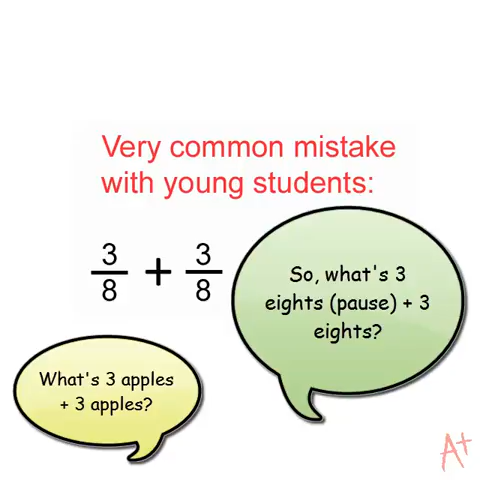 Very common mistake
with young students:
3/8 + 3/8
So, what's 3
eights (pause) + 3
eights?
What's 3 apples
+ 3 apples?
A+